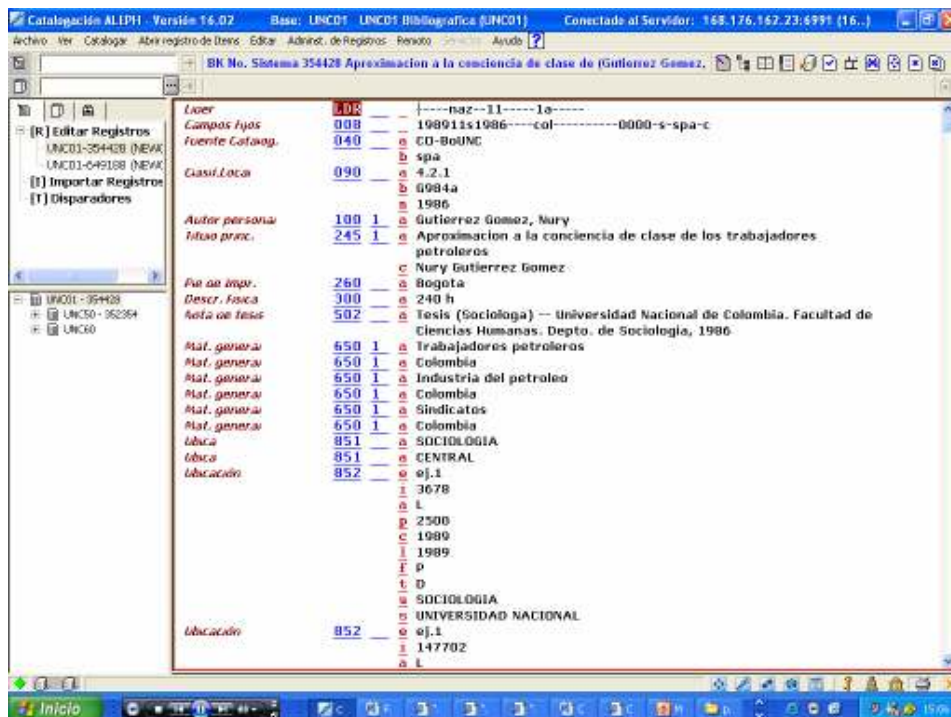 Catalogación ALEPH - Versión 16.02 Base: UNC01 UNC01 Bibliografica (UNC01) Conectado al Servidor: 168.176.162.23:6991 (16..)
Archivo Ver Catalogar Abrir registro de Items Editar Administ. de Registros Remoto Ayuda ?
BK No. Sistema 354428 Aproximacion a la conciencia de clase de (Gutierrez Gomez,
[R] Editar Registros
UNC01-354428 (NEW
UNC01-649188 (NEW
[I] Importar Registros
[T] Disparadores
UNC01 - 354428
UNC50 - 352354
UNC60
Lider LDR
Campos Fijos 008 198911s1986----col----------0000-s-spa-c
Fuente Catalog. 040 a CO-BoUNC
b spa
Clasif.Local 090 a 4.2.1
b G984a
1986
Autor personal 100 1 a Gutierrez Gomez, Nury
Titulo princ. 245 1 a Aproximacion a la conciencia de clase de los trabajadores
petroleros
c Nury Gutierrez Gomez
Pie de impr. 260 a Bogota
Descr. Fisica 300 a 240 h
Nota de tesis 502 a Tesis (Sociologa) -- Universidad Nacional de Colombia. Facultad de
Ciencias Humanas. Depto. de Sociologia, 1986
Mat. general 650 1 a Trabajadores petroleros
Mat. general 650 1 a Colombia
Mat. general 650 1 a Industria del petroleo
Mat. general 650 1 a Colombia
Mat. general 650 1 a Sindicatos
Mat. general 650 1 a Colombia
Ubica 851 a SOCIOLOGIA
Ubica 851 a CENTRAL
Ubicación 852 ej.1
i 3678
a L
p 2500
c 1989
l 1989
f P
t D
SOCIOLOGIA
s UNIVERSIDAD NACIONAL
Ubicación 852 ej.1
i 147702
a L
Inicio